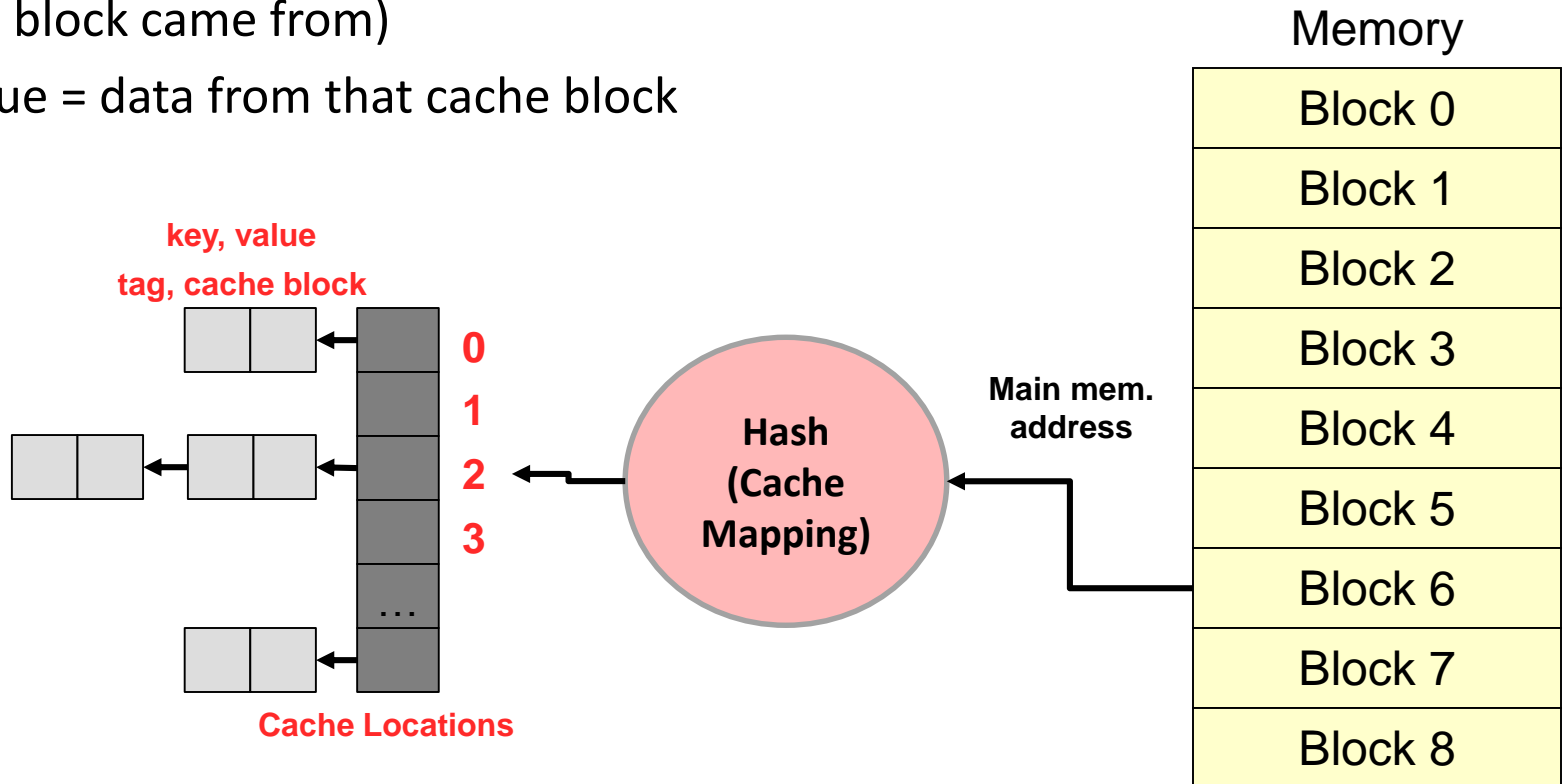 block came from)
ue = data from that cache block
Memory
Block 0
Block 1
Block 2
Block 3
Block 4
Block 5
Block 6
Block 7
Block 8
key, value
tag, cache block
0
1
2
3
...
Cache Locations
Hash
(Cache
Mapping)
Main mem.
address